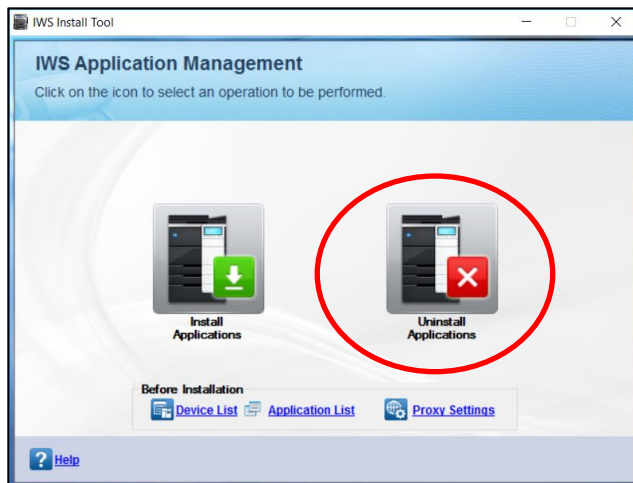 IWS Install Tool
IWS Application Management
Click on the icon to select an operation to be performed.
Install
Applications
Uninstall
Applications
Before Installation
Device List
Application List
Proxy Settings
Help